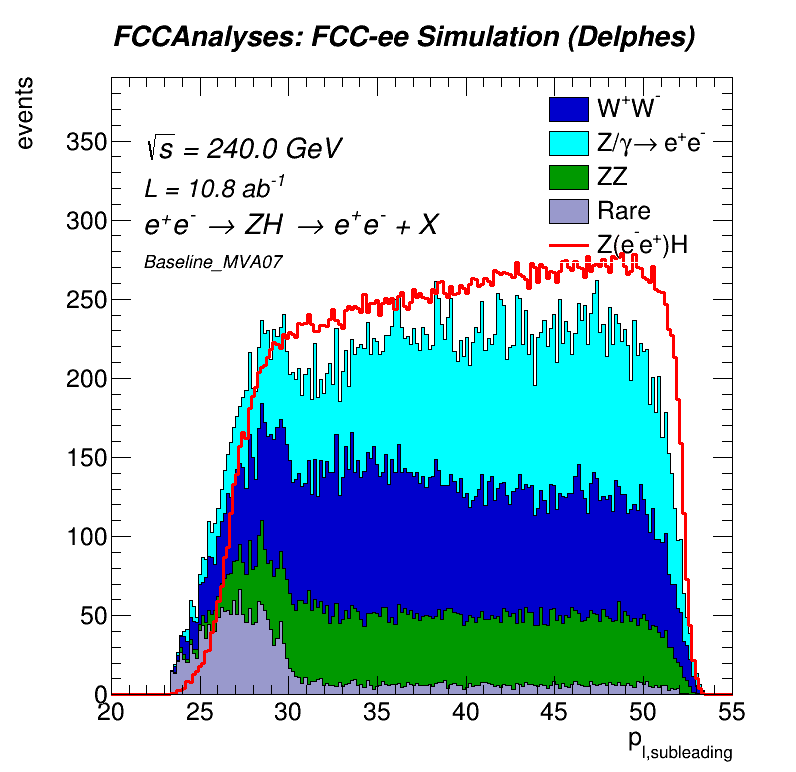 FCCAnalyses: FCC-ee Simulation (Delphes)
events
√s = 240.0 GeV
L = 10.8 ab⁻¹
e⁺e⁻ → ZH → e⁺e⁻ + X
Baseline_MVA07
W⁺W⁻
Z/γ→ e⁺e⁻
ZZ
Rare
Z(e⁻e⁺)H
350
300
250
200
150
100
50
0
20 25 30 35 40 45 50 55
p_l,subleading